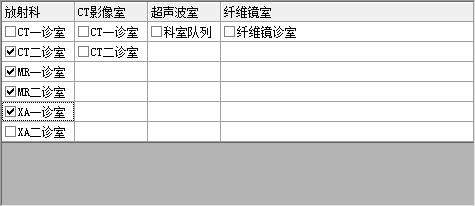 放射科 CT影像室 超声波室 纤维镜室
CT一诊室 CT一诊室 科室队列 纤维镜诊室
CT二诊室 CT二诊室
MR一诊室
MR二诊室
XA一诊室
XA二诊室